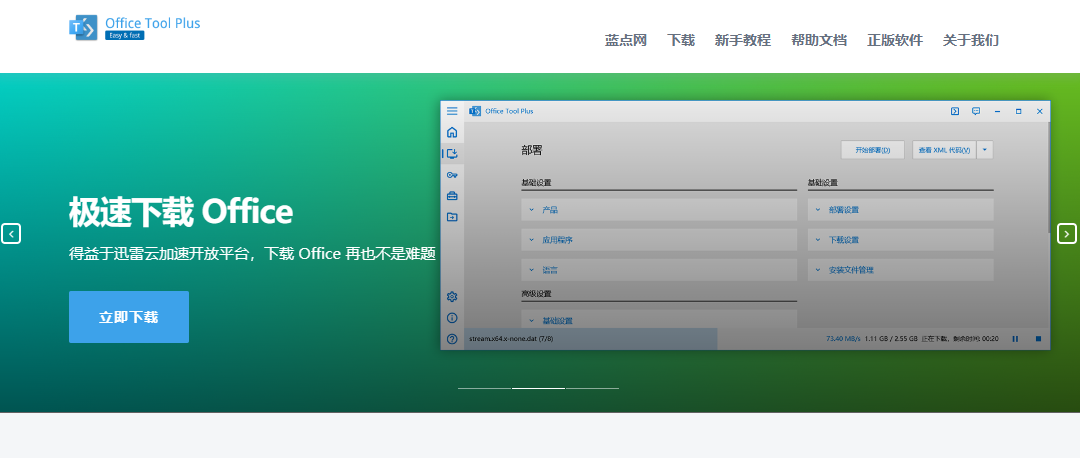 Office Tool Plus
Easy & fast
蓝点网 下载 新手教程 帮助文档 正版软件 关于我们
极速下载 Office
得益于迅雷云加速开放平台，下载 Office 再也不是难题
立即下载
Office Tool Plus
部署
开始部署(D) 查看 XML 代码(V)
基础设置 基础设置
产品 部署设置
应用程序 下载设置
语言 安装文件管理
高级设置
基础设置
stream.x64.x-none.dat (7/8) 73.40 MB/s 1.11 GB / 2.55 GB 正在下载，剩余时间: 00:20